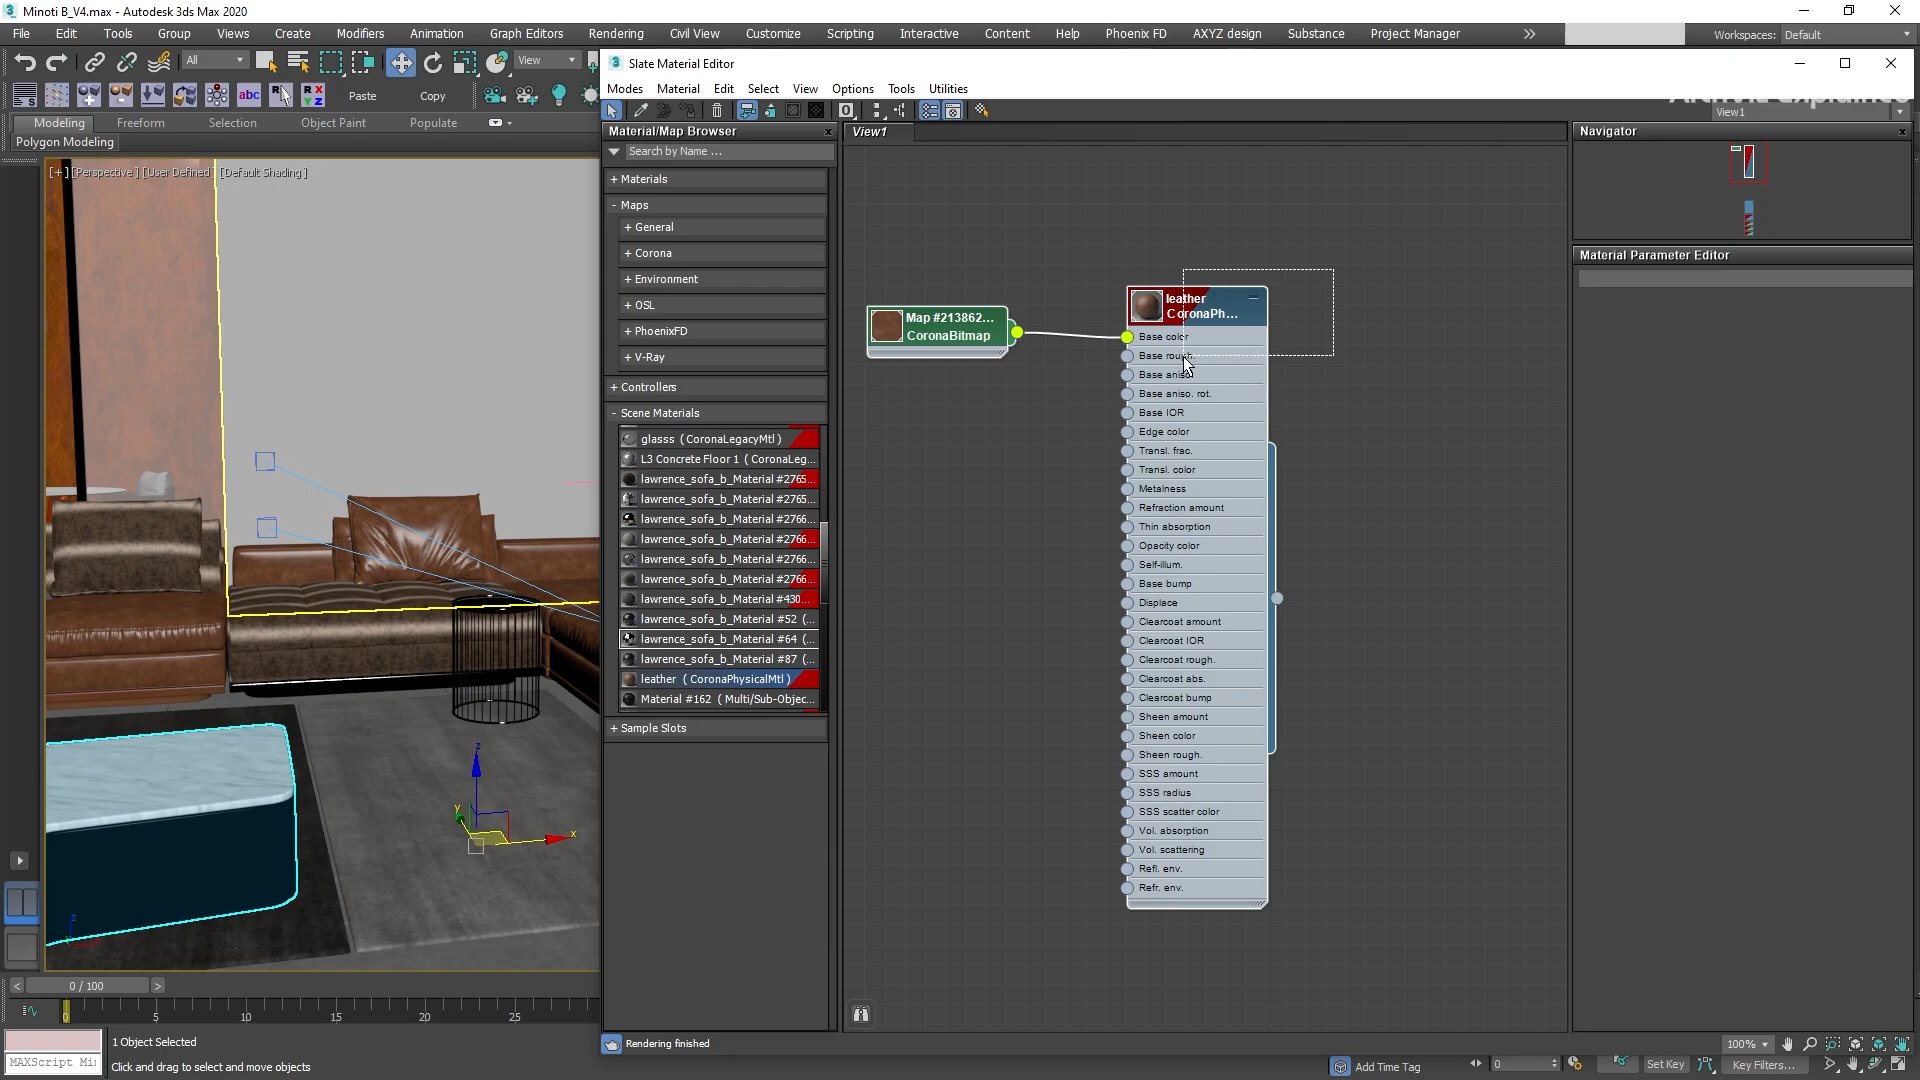 Minoti B_V4.max - Autodesk 3ds Max 2020
File Edit Tools Group Views Create Modifiers Animation Graph Editors Rendering Civil View Customize Scripting Interactive Content Help Phoenix FD AXYZ design Substance Project Manager Workspaces: Default
All View
abc Paste Copy
Modeling Freeform Selection Object Paint Populate
Polygon Modeling
[+] [Perspective] [User Defined] [Default Shading]
Slate Material Editor
Modes Material Edit Select View Options Tools Utilities
View1
Material/Map Browser
Search by Name ...
+ Materials
- Maps
+ General
+ Corona
+ Environment
+ OSL
+ PhoenixFD
+ V-Ray
+ Controllers
- Scene Materials
glasss (CoronaLegacyMtl)
L3 Concrete Floor 1 (CoronaLeg...
lawrence_sofa_b_Material #2765...
lawrence_sofa_b_Material #2765...
lawrence_sofa_b_Material #2766...
lawrence_sofa_b_Material #2766...
lawrence_sofa_b_Material #2766...
lawrence_sofa_b_Material #2766...
lawrence_sofa_b_Material #430...
lawrence_sofa_b_Material #52 (...
lawrence_sofa_b_Material #64 (...
lawrence_sofa_b_Material #87 (...
leather (CoronaPhysicalMtl)
Material #162 (Multi/Sub-Objec...
+ Sample Slots
View1
Map #213862...
CoronaBitmap
leather
CoronaPh...
Base color
Base rough.
Base aniso.
Base aniso. rot.
Base IOR
Edge color
Transl. frac.
Transl. color
Metalness
Refraction amount
Thin absorption
Opacity color
Self-illum.
Base bump
Displace
Clearcoat amount
Clearcoat IOR
Clearcoat rough.
Clearcoat abs.
Clearcoat bump
Sheen amount
Sheen color
Sheen rough.
SSS amount
SSS radius
SSS scatter color
Vol. absorption
Vol. scattering
Refl. env.
Refr. env.
Navigator
Material Parameter Editor
Rendering finished
100%
z
y
x
z
0 / 100
0 5 10 15 20 25
1 Object Selected
MAXScript Mi
Click and drag to select and move objects
Add Time Tag
0
Set Key
Key Filters...